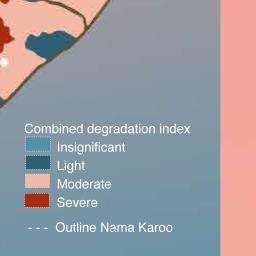 Combined degradation index
Insignificant
Light
Moderate
Severe
--- Outline Nama Karoo